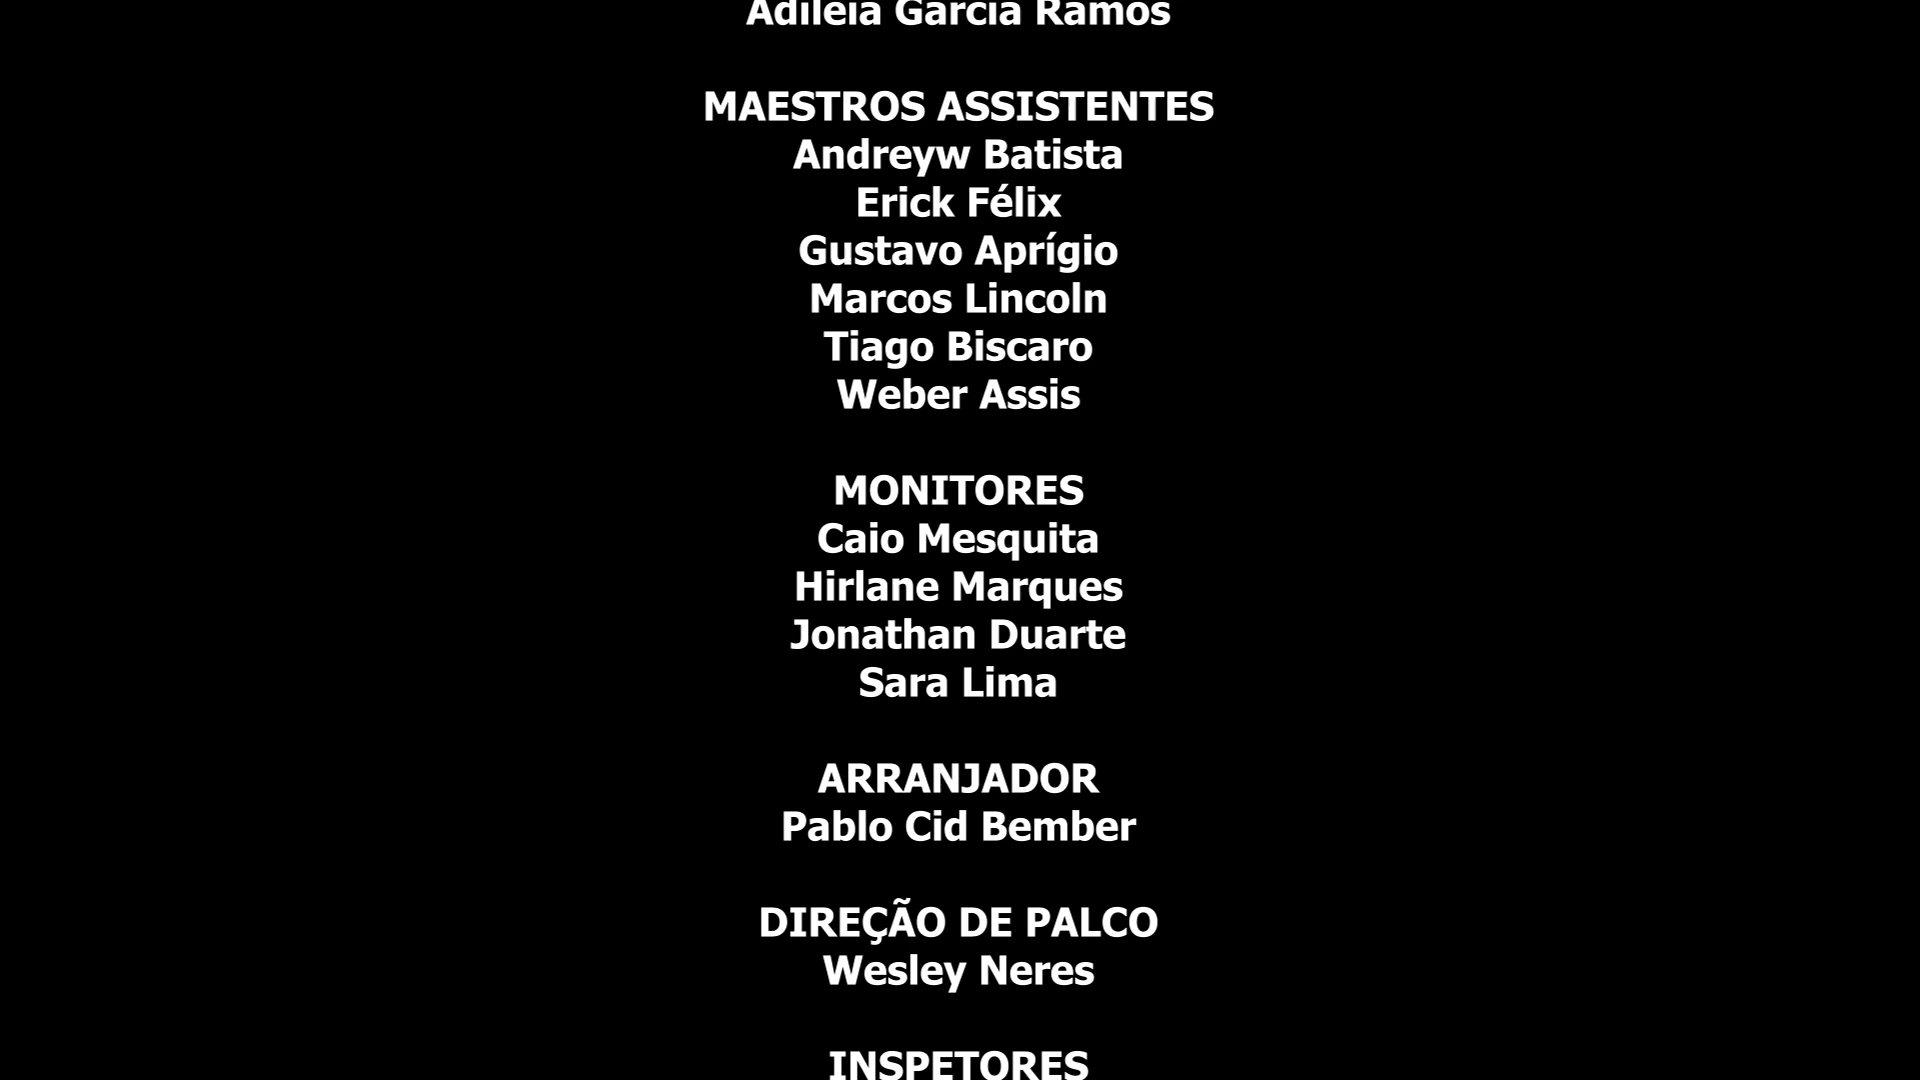 Adiléia Garcia Ramos
MAESTROS ASSISTENTES
Andreyw Batista
Erick Félix
Gustavo Aprígio
Marcos Lincoln
Tiago Biscaro
Weber Assis
MONITORES
Caio Mesquita
Hirlane Marques
Jonathan Duarte
Sara Lima
ARRANJADOR
Pablo Cid Bember
DIREÇÃO DE PALCO
Wesley Neres
INSPETORES